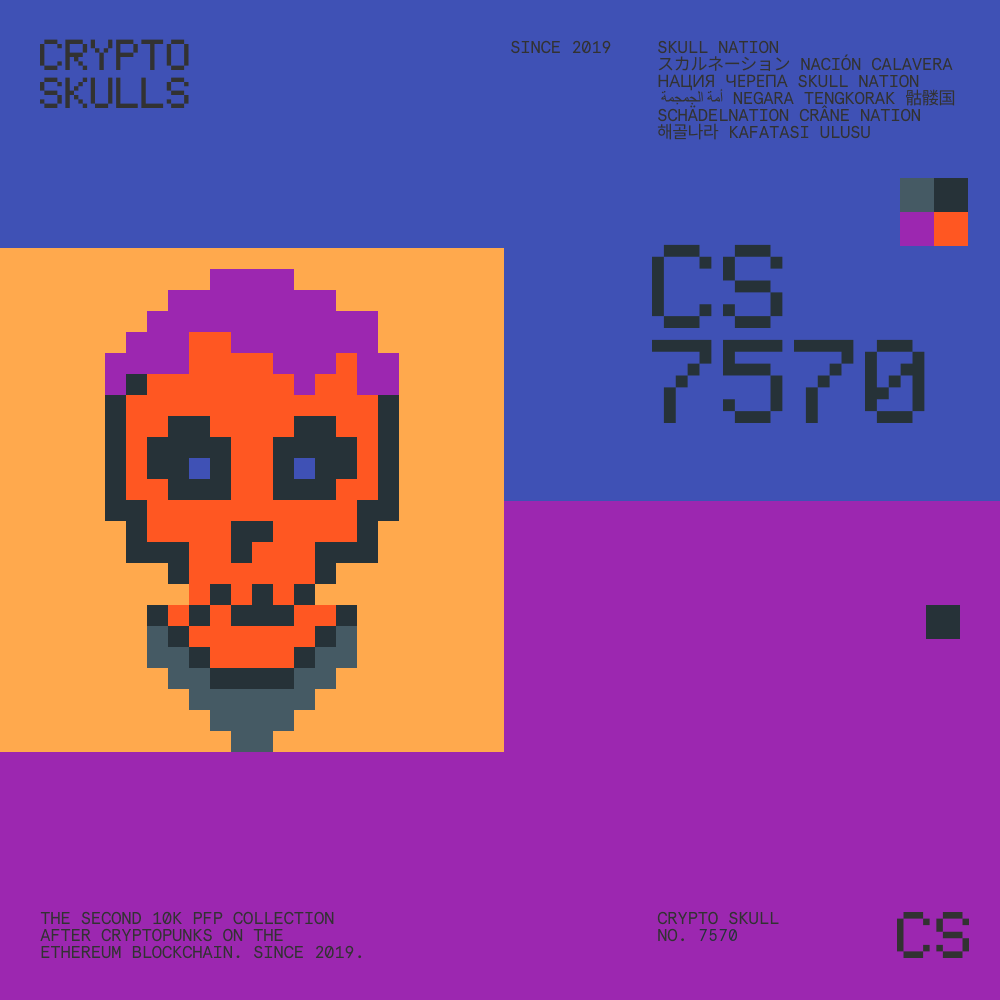 CRYPTO
SKULLS
SINCE 2019
SKULL NATION
スカルネーション NACIÓN CALAVERA
НАЦИЯ ЧЕРЕПА SKULL NATION
أمة الجمجمة NEGARA TENGKORAK 骷髅国
SCHÄDELNATION CRÂNE NATION
해골나라 KAFATASI ULUSU
CS
7570
THE SECOND 10K PFP COLLECTION
AFTER CRYPTOPUNKS ON THE
ETHEREUM BLOCKCHAIN. SINCE 2019.
CRYPTO SKULL
NO. 7570
CS